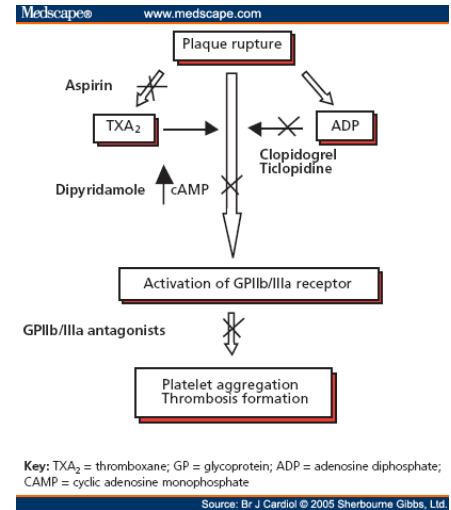 Medscape® www.medscape.com
Plaque rupture
Aspirin
TXA₂
ADP
Clopidogrel
Ticlopidine
Dipyridamole
cAMP
Activation of GPIIb/IIIa receptor
GPIIb/IIIa antagonists
Platelet aggregation
Thrombosis formation
Key: TXA₂ = thromboxane; GP = glycoprotein; ADP = adenosine diphosphate;
CAMP = cyclic adenosine monophosphate
Source: Br J Cardiol © 2005 Sherbourne Gibbs, Ltd.